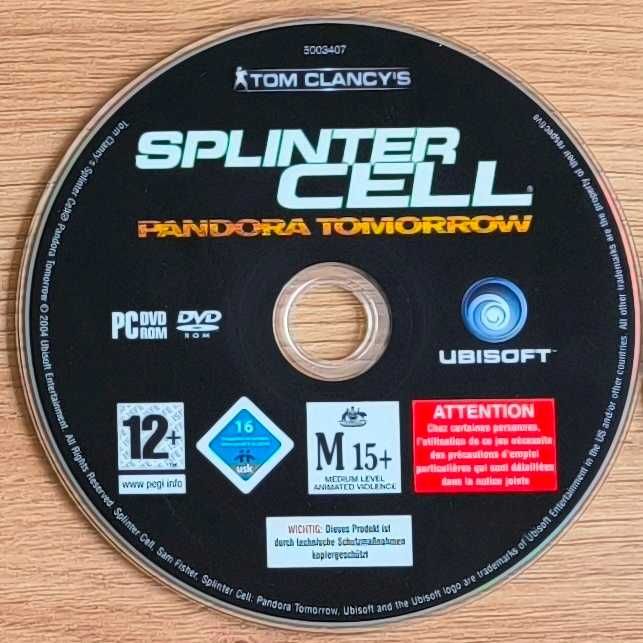 5003407
TOM CLANCY'S
SPLINTER
CELL®
PANDORA TOMORROW
PC DVD
ROM
DVD
ROM
UBISOFT™
12+
www.pegi.info
16
usk
M 15+
MEDIUM LEVEL
ANIMATED VIOLENCE
ATTENTION
Chez certaines personnes,
l'utilisation de ce jeu nécessite
des précautions d'emploi
particulières qui sont détaillées
dans la notice jointe
WICHTIG: Dieses Produkt ist
durch technische Schutzmaßnahmen
kopiergeschützt
Tom Clancy's Splinter Cell® Pandora Tomorrow © 2004 Ubisoft Entertainment. All Rights Reserved. Splinter Cell, Sam Fisher, Splinter Cell: Pandora Tomorrow, Ubisoft and the Ubisoft logo are trademarks of Ubisoft Entertainment in the US and/or other countries. All other trademarks are the property of their respective